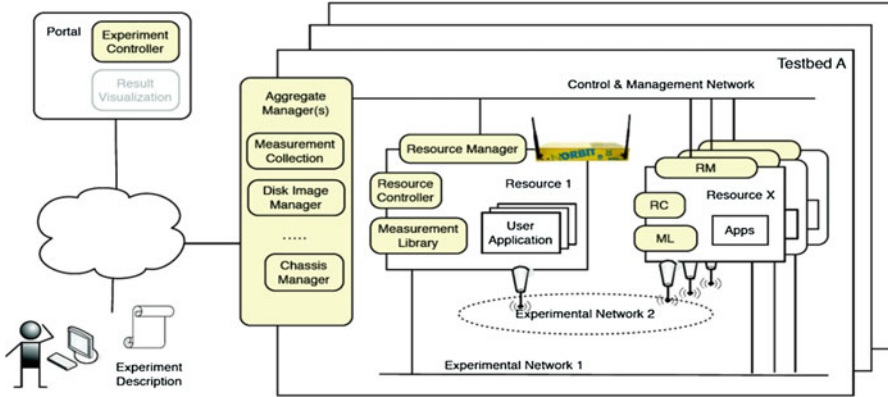 Portal
Experiment
Controller
Result
Visualization
Testbed A
Control & Management Network
Aggregate
Manager(s)
Measurement
Collection
Disk Image
Manager
.....
Chassis
Manager
Resource Manager
ORBIT
Resource 1
Resource
Controller
Measurement
Library
User
Application
RM
Resource X
RC
ML
Apps
Experimental Network 2
Experimental Network 1
Experiment
Description